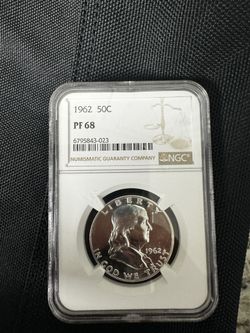 1962 50C
PF 68
6795843-023
NUMISMATIC GUARANTY COMPANY
NGC
LIBERTY
1962
IN GOD WE TRUST